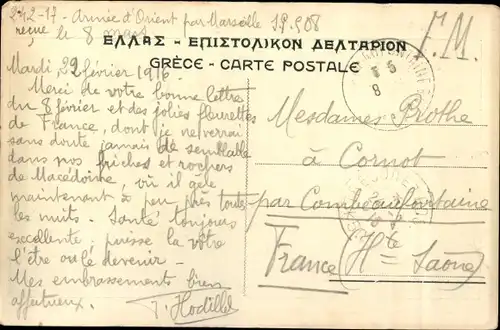 242-17 - Armée d'Orient par Marseille S.P. 508
reçue le 8 mars
F.M.
ΕΛΛΑΣ - ΕΠΙΣΤΟΛΙΚΟΝ ΔΕΛΤΑΡΙΟΝ
GRÈCE - CARTE POSTALE
Mardi, 22 février 1916 -
Merci de votre bonne lettre
du 8 février et des jolies fleurettes
de France, dont je ne verrai
sans doute jamais de semblable
dans nos friches et rochers
de Macédoine, où il gèle
maintenant à peu près toutes
les nuits. Santé toujours
excellente, puisse la vôtre
l'être ou le devenir -
Mes embrassements bien
affectueux.
Mesdames Prothe
à Cornot
par Combeaufontaine
France (Hte Saône)